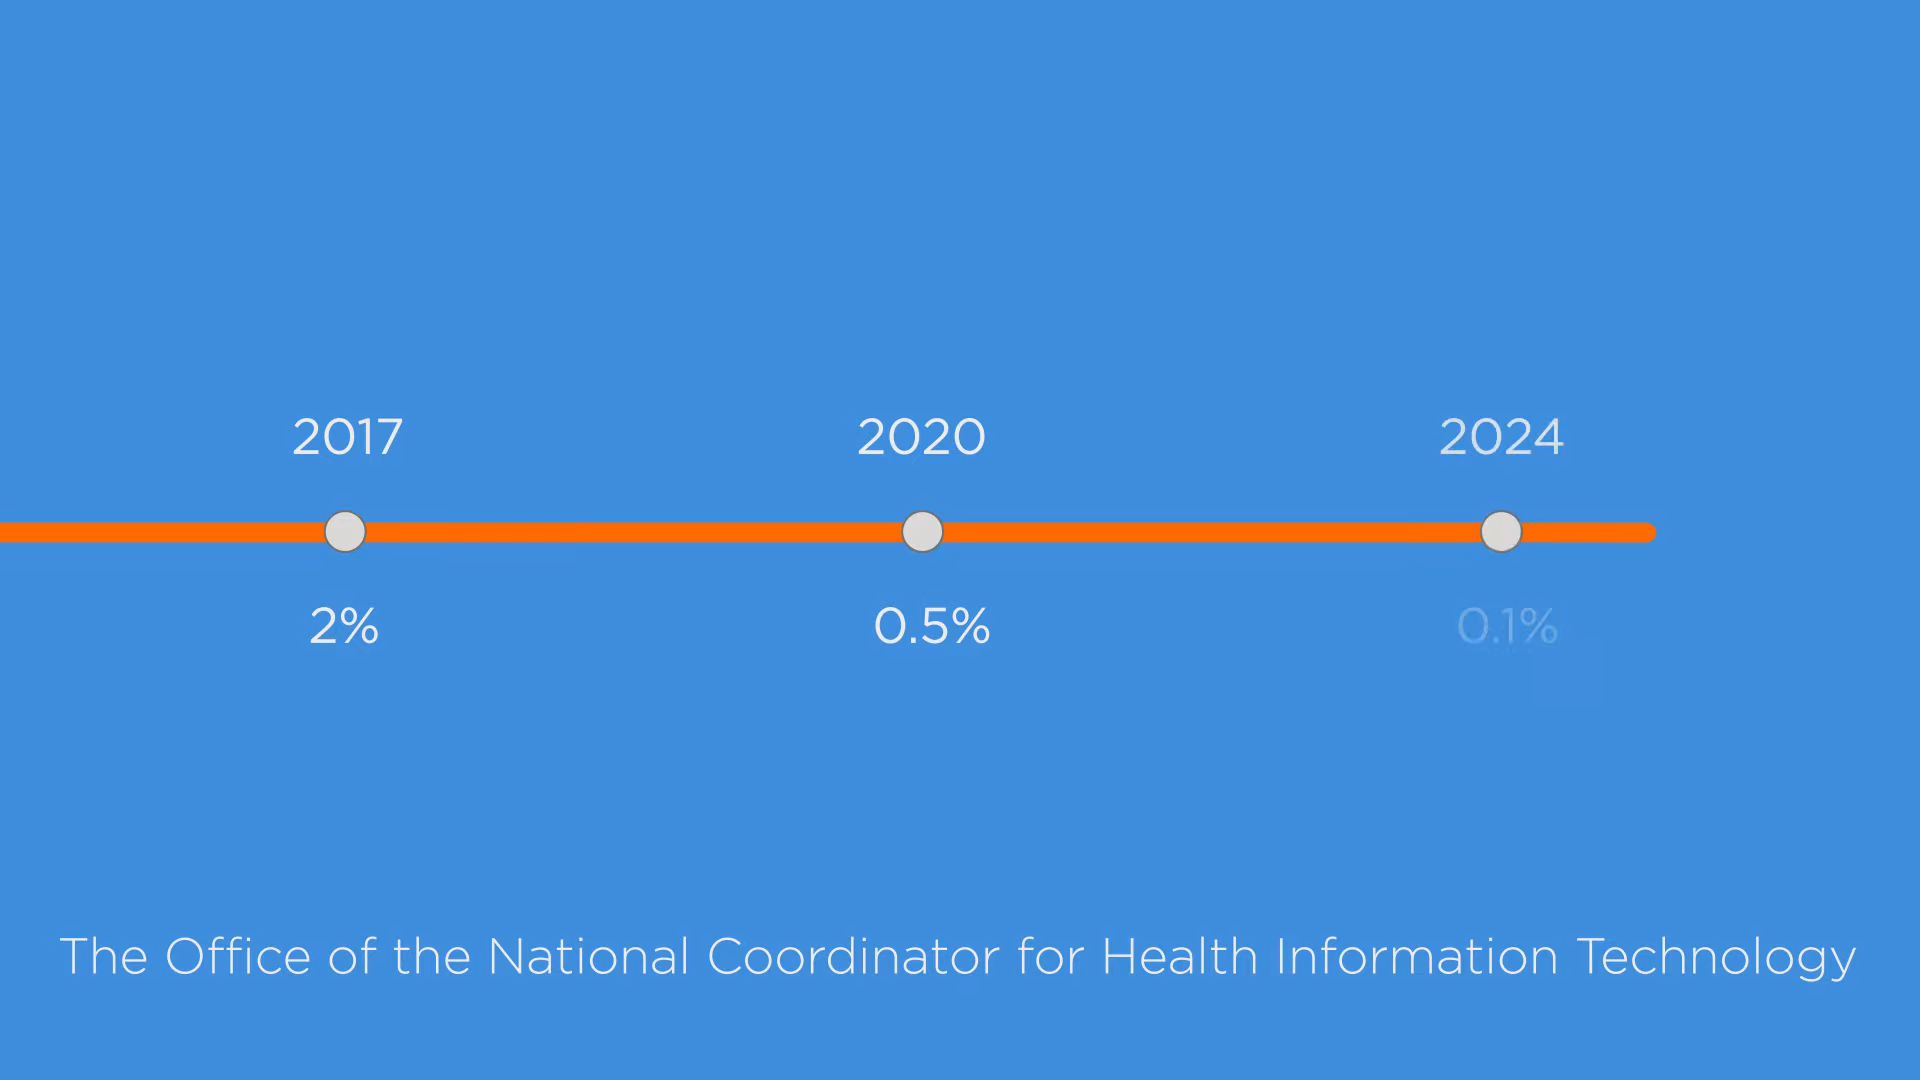 2017 2020 2024
2% 0.5% 0.1%
The Office of the National Coordinator for Health Information Technology